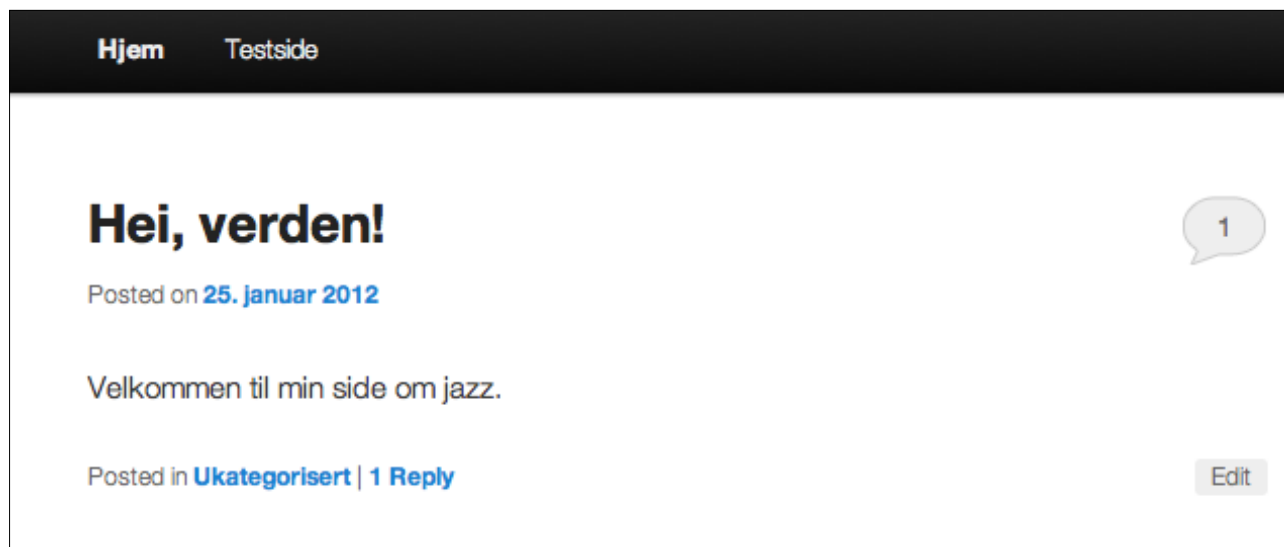 Hjem Testside
Hei, verden!
1
Posted on 25. januar 2012
Velkommen til min side om jazz.
Posted in Ukategorisert | 1 Reply
Edit